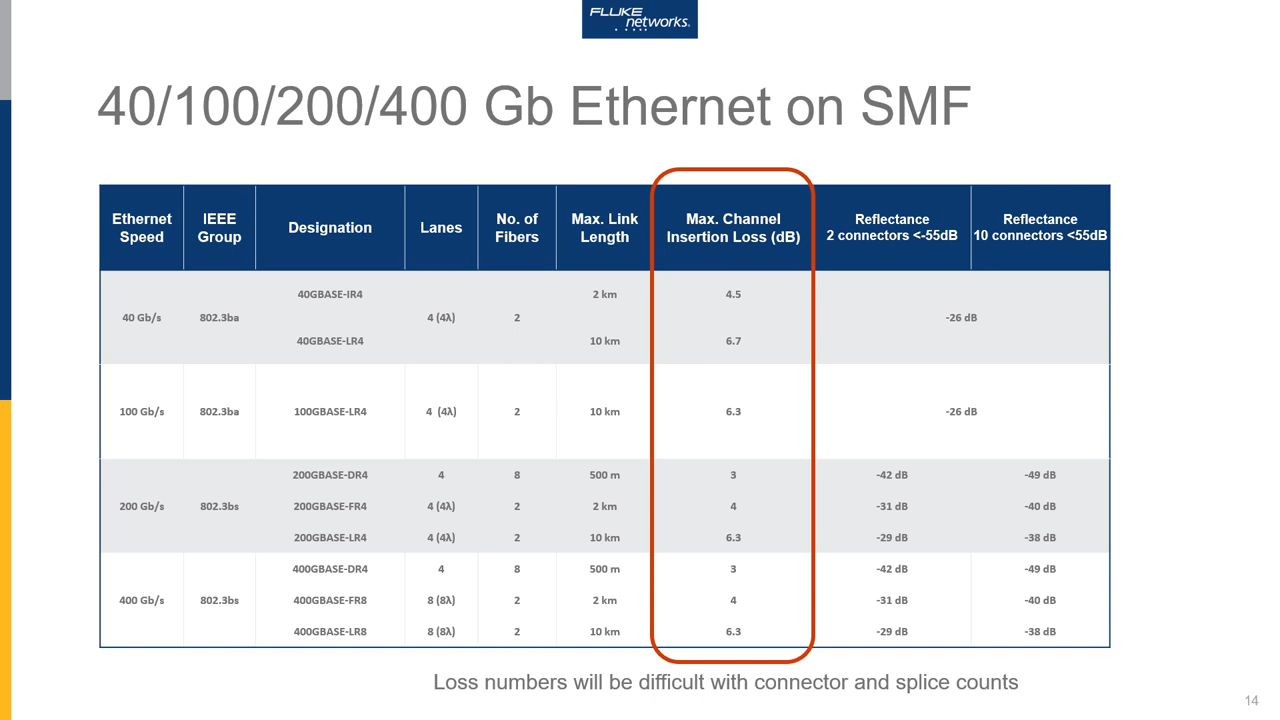 FLUKE
networks.
40/100/200/400 Gb Ethernet on SMF
Ethernet Speed | IEEE Group | Designation | Lanes | No. of Fibers | Max. Link Length | Max. Channel Insertion Loss (dB) | Reflectance 2 connectors <-55dB | Reflectance 10 connectors <55dB
40 Gb/s | 802.3ba | 40GBASE-IR4 | 4 (4λ) | 2 | 2 km | 4.5 | -26 dB
40GBASE-LR4 | 10 km | 6.7
100 Gb/s | 802.3ba | 100GBASE-LR4 | 4 (4λ) | 2 | 10 km | 6.3 | -26 dB
200GBASE-DR4 | 4 | 8 | 500 m | 3 | -42 dB | -49 dB
200 Gb/s | 802.3bs | 200GBASE-FR4 | 4 (4λ) | 2 | 2 km | 4 | -31 dB | -40 dB
200GBASE-LR4 | 4 (4λ) | 2 | 10 km | 6.3 | -29 dB | -38 dB
400GBASE-DR4 | 4 | 8 | 500 m | 3 | -42 dB | -49 dB
400 Gb/s | 802.3bs | 400GBASE-FR8 | 8 (8λ) | 2 | 2 km | 4 | -31 dB | -40 dB
400GBASE-LR8 | 8 (8λ) | 2 | 10 km | 6.3 | -29 dB | -38 dB
Loss numbers will be difficult with connector and splice counts
14